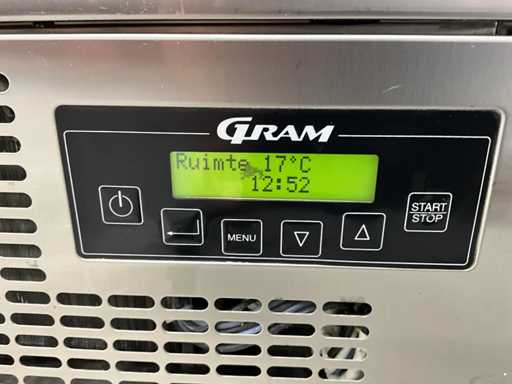 GRAM
Ruimte 17°C
12:52
MENU
START
STOP